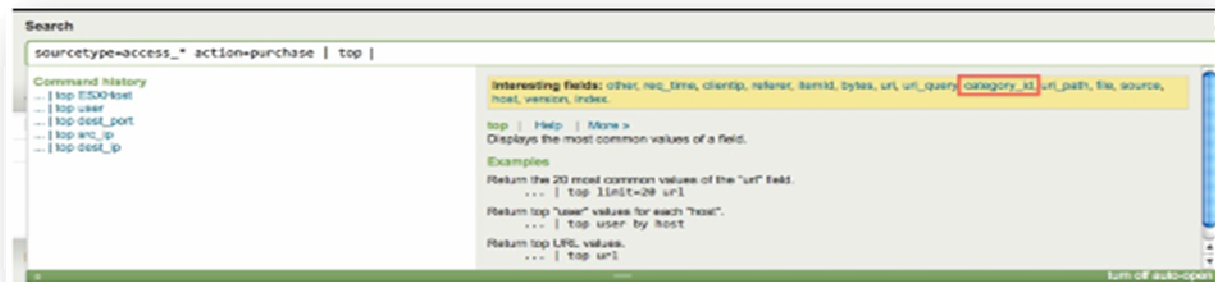 Search
sourcetype=access_* action=purchase | top |
Command history
... | top ESXHost
... | top user
... | top dest_port
... | top src_ip
... | top dest_ip
Interesting fields: other, req_time, clientip, referer, itemId, bytes, uri, uri_query, category_id, uri_path, file, source,
host, version, index.
top | Help | More »
Displays the most common values of a field.
Examples
Return the 20 most common values of the "url" field.
... | top limit=20 url
Return top "user" values for each "host".
... | top user by host
Return top URL values.
... | top url
turn off auto-open